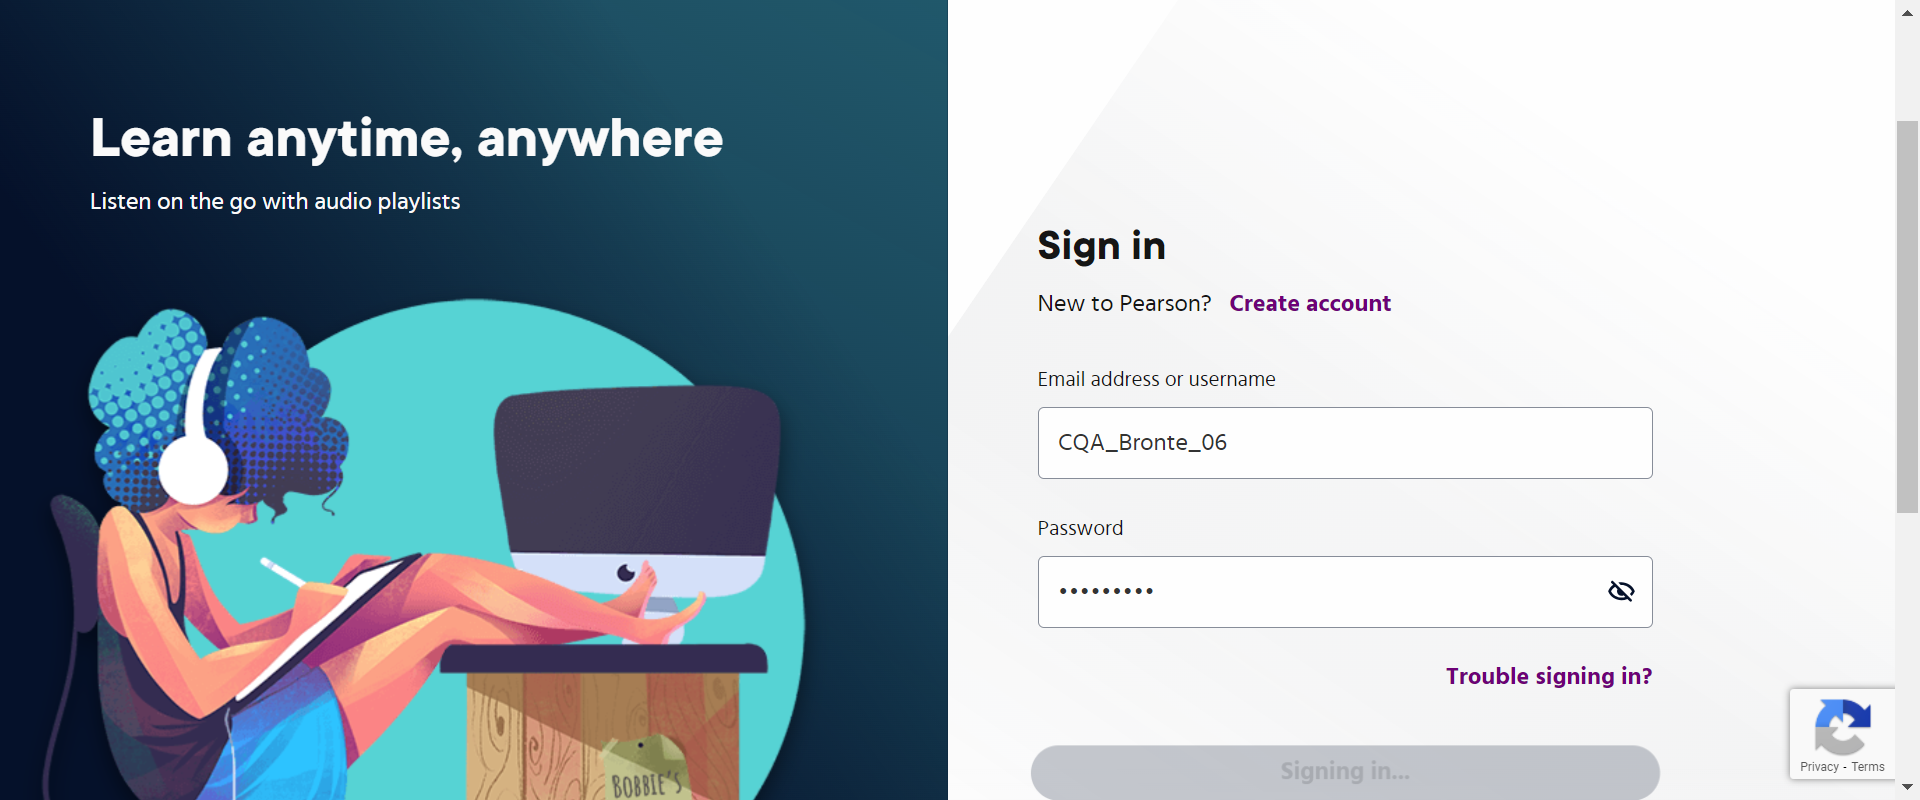 Learn anytime, anywhere
Listen on the go with audio playlists
BOBBIE'S
Sign in
New to Pearson? Create account
Email address or username
CQA_Bronte_06
Password
•••••••••
Trouble signing in?
Signing in...
Privacy - Terms